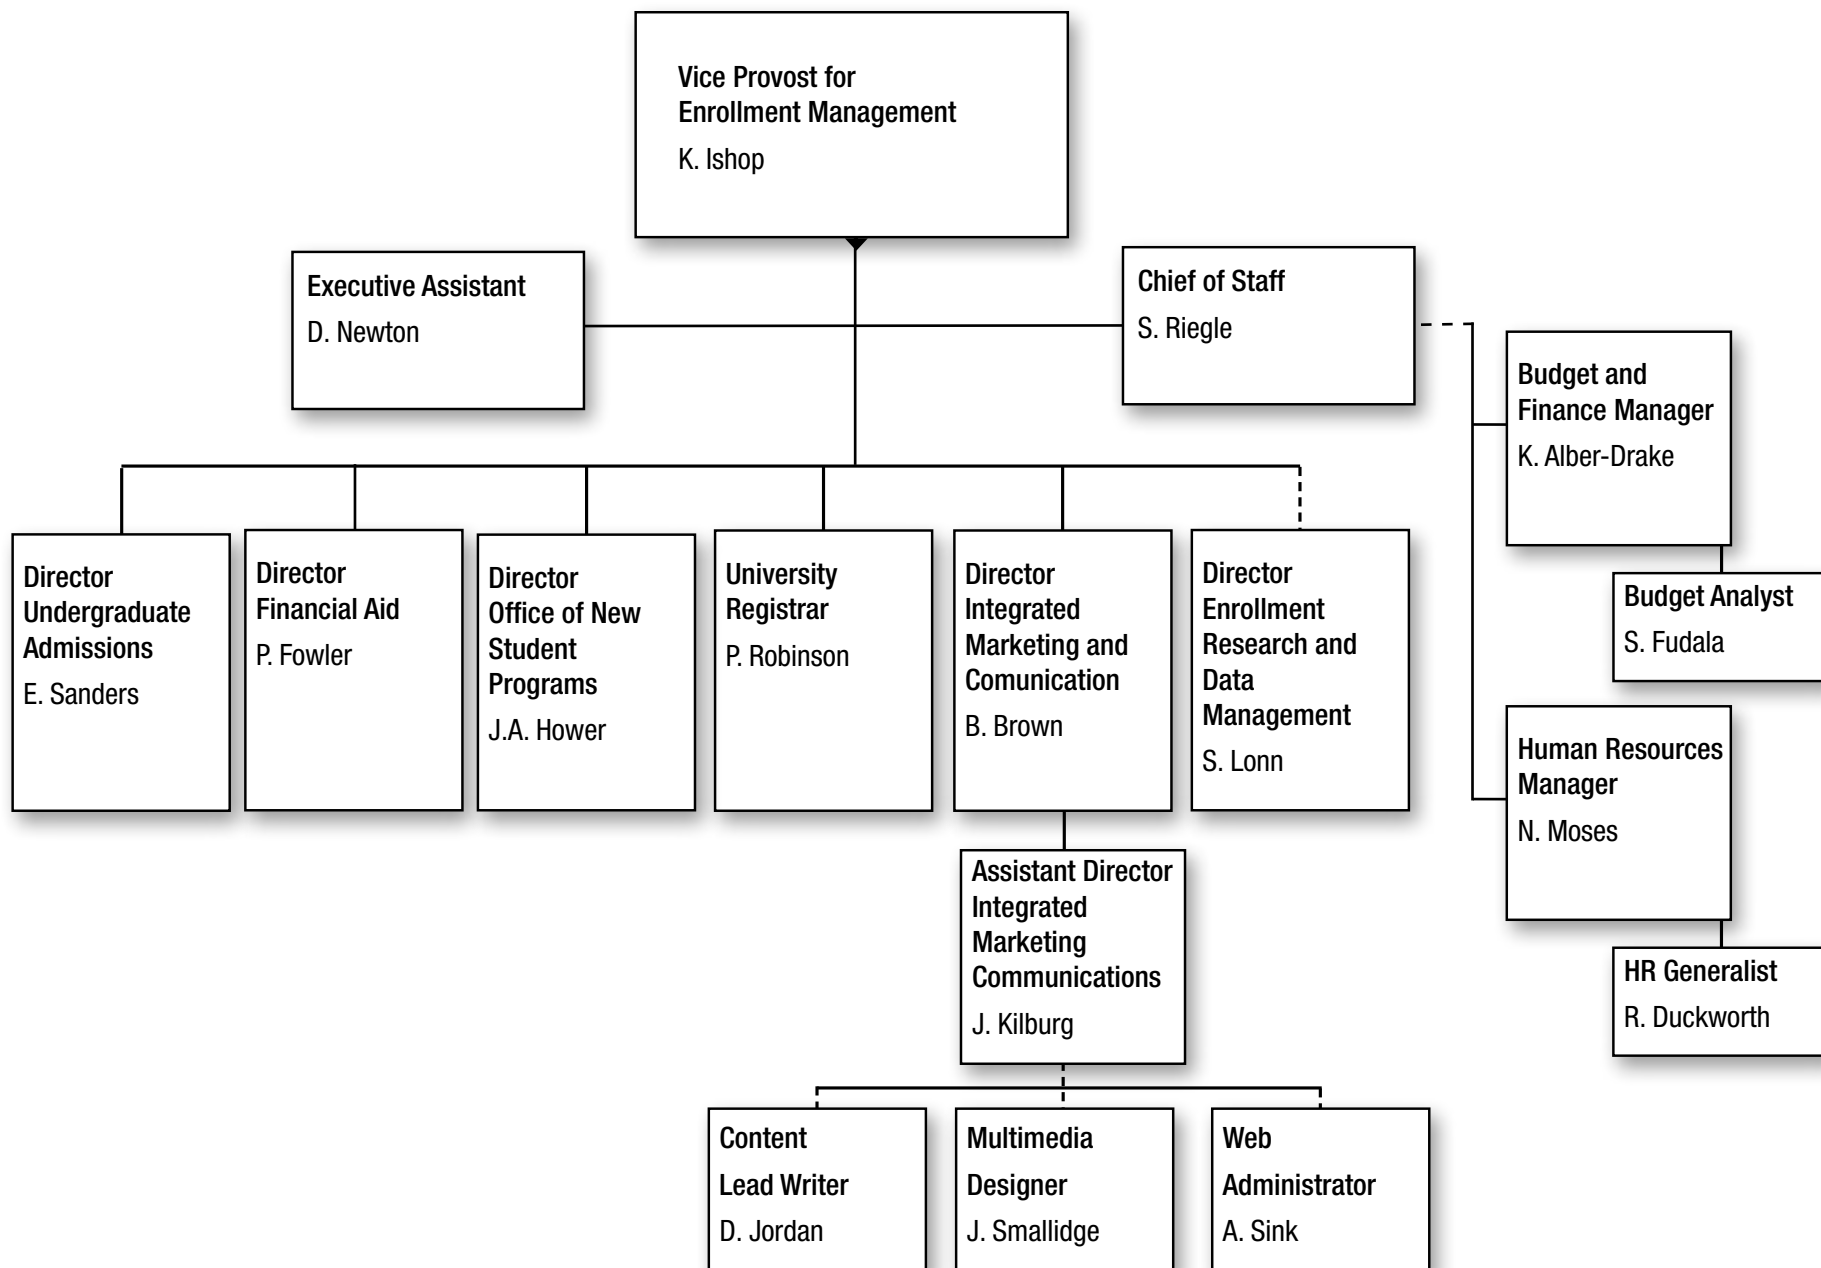 Vice Provost for
Enrollment Management
K. Ishop
Executive Assistant
D. Newton
Chief of Staff
S. Riegle
Budget and
Finance Manager
K. Alber-Drake
Budget Analyst
S. Fudala
Human Resources
Manager
N. Moses
HR Generalist
R. Duckworth
Director
Undergraduate
Admissions
E. Sanders
Director
Financial Aid
P. Fowler
Director
Office of New
Student
Programs
J.A. Hower
University
Registrar
P. Robinson
Director
Integrated
Marketing and
Comunication
B. Brown
Director
Enrollment
Research and
Data
Management
S. Lonn
Assistant Director
Integrated
Marketing
Communications
J. Kilburg
Content
Lead Writer
D. Jordan
Multimedia
Designer
J. Smallidge
Web
Administrator
A. Sink